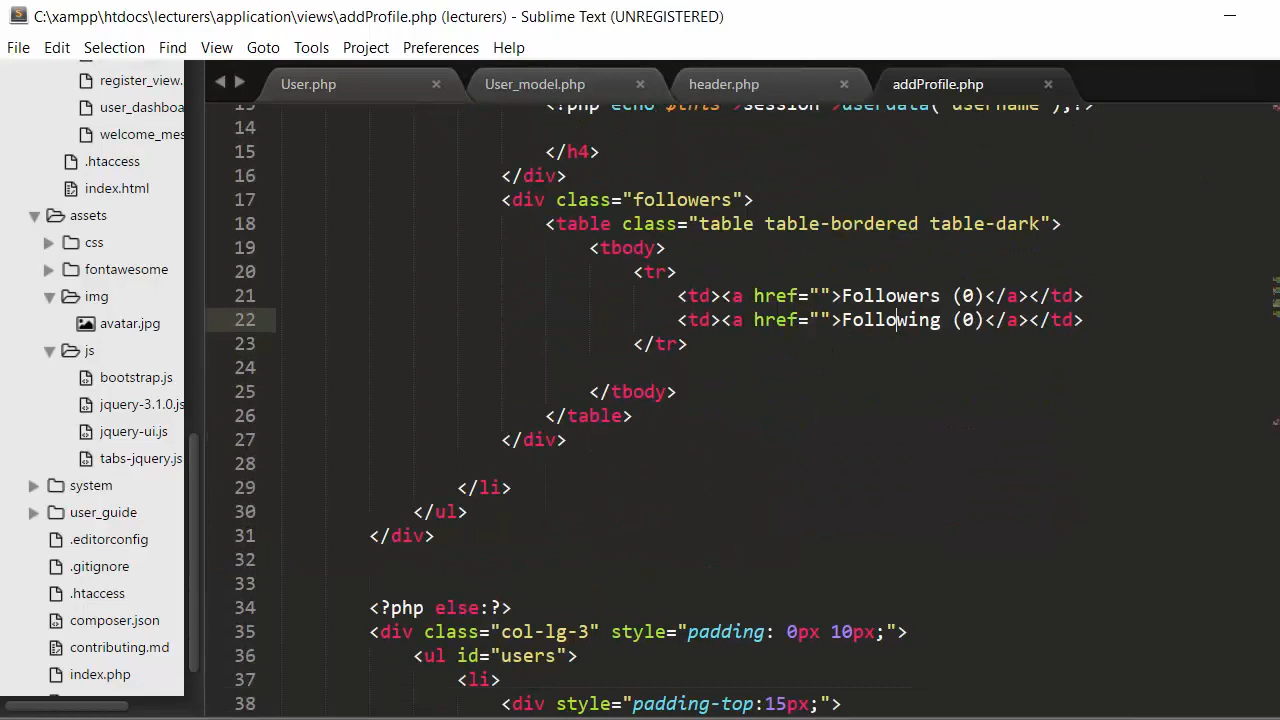 C:\xampp\htdocs\lecturers\application\views\addProfile.php (lecturers) - Sublime Text (UNREGISTERED)
File Edit Selection Find View Goto Tools Project Preferences Help
User.php User_model.php header.php addProfile.php
register_view.
user_dashboa
welcome_mes
.htaccess
index.html
assets
css
fontawesome
img
avatar.jpg
js
bootstrap.js
jquery-3.1.0.js
jquery-ui.js
tabs-jquery.js
system
user_guide
.editorconfig
.gitignore
.htaccess
composer.json
contributing.md
index.php
13 <?php echo $this->session->userdata('username');?>
14
15 </h4>
16 </div>
17 <div class="followers">
18 <table class="table table-bordered table-dark">
19 <tbody>
20 <tr>
21 <td><a href="">Followers (0)</a></td>
22 <td><a href="">Following (0)</a></td>
23 </tr>
24
25 </tbody>
26 </table>
27 </div>
28
29 </li>
30 </ul>
31 </div>
32
33
34 <?php else:?>
35 <div class="col-lg-3" style="padding: 0px 10px;">
36 <ul id="users">
37 <li>
38 <div style="padding-top:15px;">